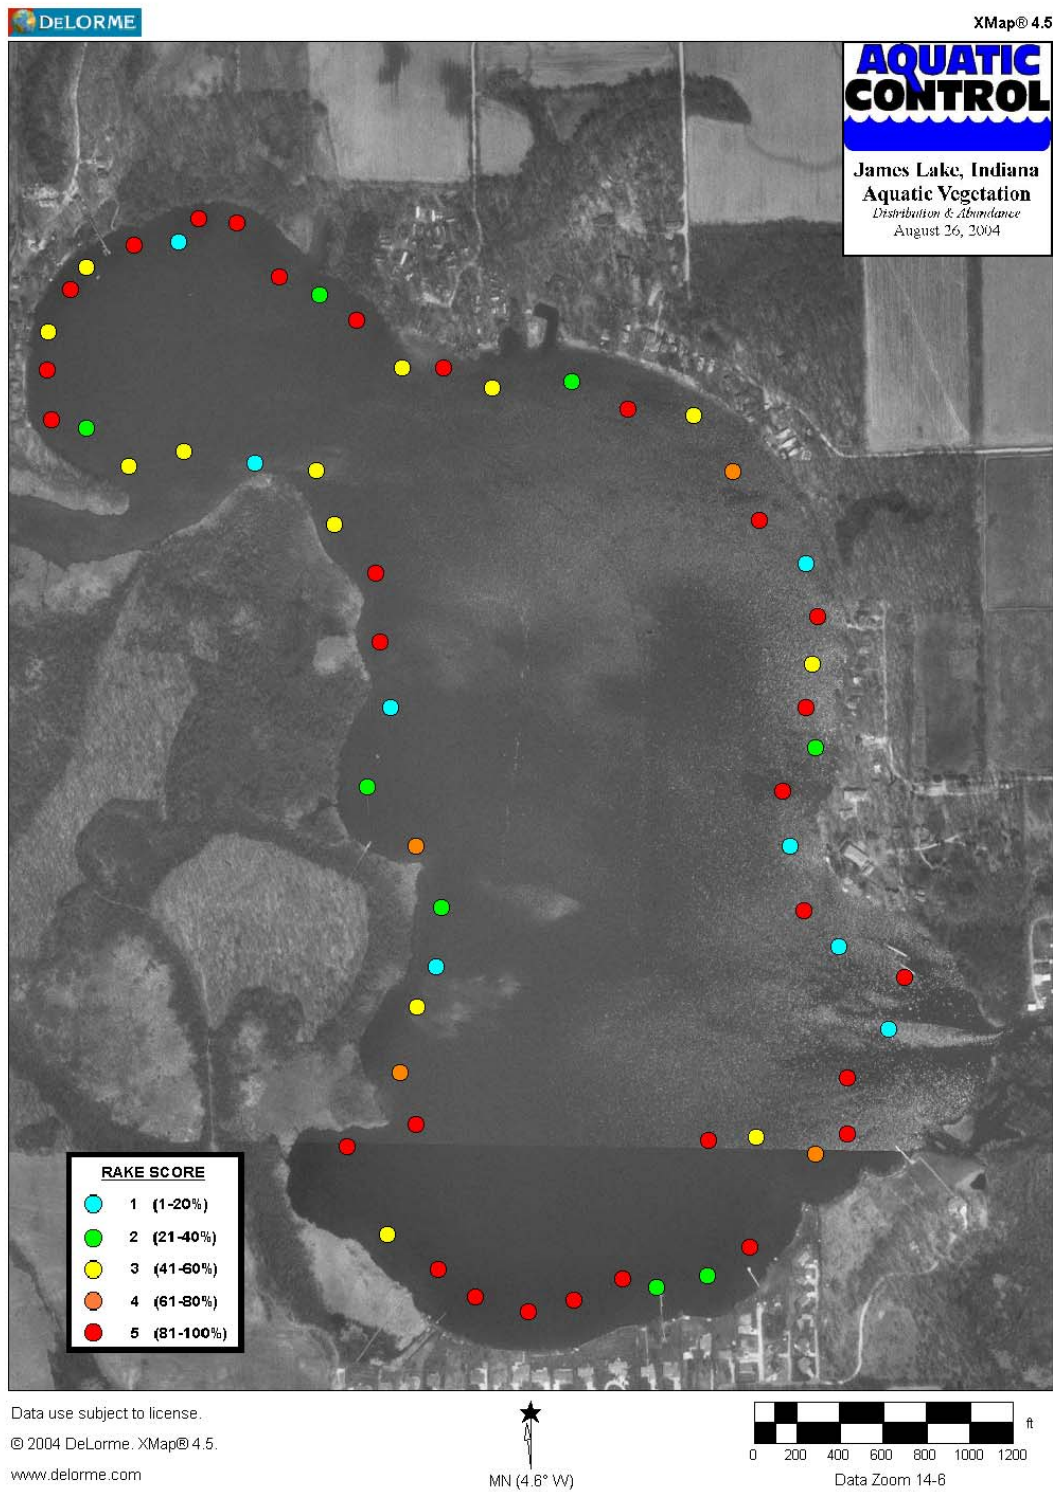 DELORME
XMap® 4.5
AQUATIC
CONTROL
James Lake, Indiana
Aquatic Vegetation
Distribution & Abundance
August 26, 2004
RAKE SCORE
1 (1-20%)
2 (21-40%)
3 (41-60%)
4 (61-80%)
5 (81-100%)
Data use subject to license.
© 2004 DeLorme. XMap® 4.5.
www.delorme.com
MN (4.6° W)
ft
0 200 400 600 800 1000 1200
Data Zoom 14-6